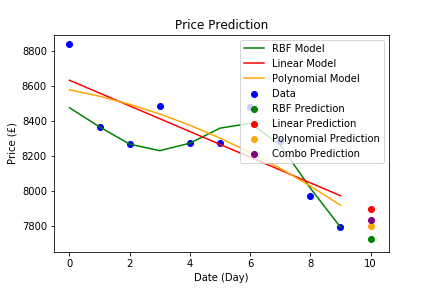 Price Prediction
Price (£)
8800
8600
8400
8200
8000
7800
0
2
4
6
8
10
Date (Day)
RBF Model
Linear Model
Polynomial Model
Data
RBF Prediction
Linear Prediction
Polynomial Prediction
Combo Prediction